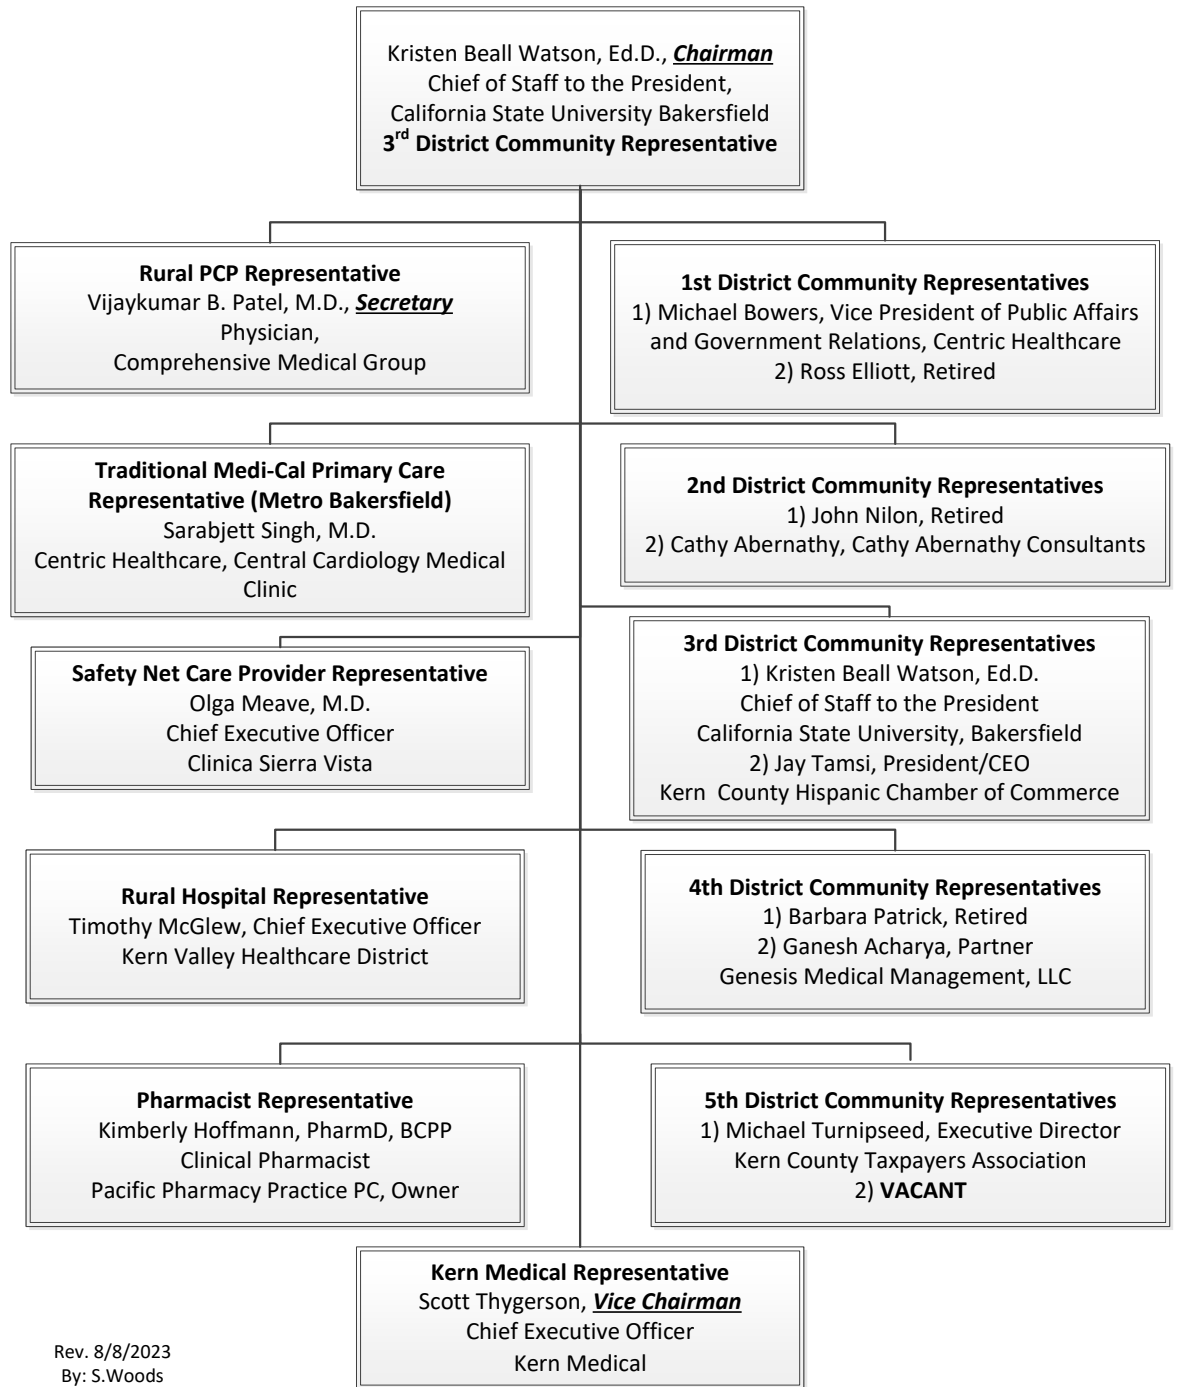 Kristen Beall Watson, Ed.D., Chairman
Chief of Staff to the President,
California State University Bakersfield
3rd District Community Representative
Rural PCP Representative
Vijaykumar B. Patel, M.D., Secretary
Physician,
Comprehensive Medical Group
1st District Community Representatives
1) Michael Bowers, Vice President of Public Affairs
and Government Relations, Centric Healthcare
2) Ross Elliott, Retired
Traditional Medi-Cal Primary Care
Representative (Metro Bakersfield)
Sarabjett Singh, M.D.
Centric Healthcare, Central Cardiology Medical
Clinic
2nd District Community Representatives
1) John Nilon, Retired
2) Cathy Abernathy, Cathy Abernathy Consultants
Safety Net Care Provider Representative
Olga Meave, M.D.
Chief Executive Officer
Clinica Sierra Vista
3rd District Community Representatives
1) Kristen Beall Watson, Ed.D.
Chief of Staff to the President
California State University, Bakersfield
2) Jay Tamsi, President/CEO
Kern County Hispanic Chamber of Commerce
Rural Hospital Representative
Timothy McGlew, Chief Executive Officer
Kern Valley Healthcare District
4th District Community Representatives
1) Barbara Patrick, Retired
2) Ganesh Acharya, Partner
Genesis Medical Management, LLC
Pharmacist Representative
Kimberly Hoffmann, PharmD, BCPP
Clinical Pharmacist
Pacific Pharmacy Practice PC, Owner
5th District Community Representatives
1) Michael Turnipseed, Executive Director
Kern County Taxpayers Association
2) VACANT
Kern Medical Representative
Scott Thygerson, Vice Chairman
Chief Executive Officer
Kern Medical
Rev. 8/8/2023
By: S.Woods